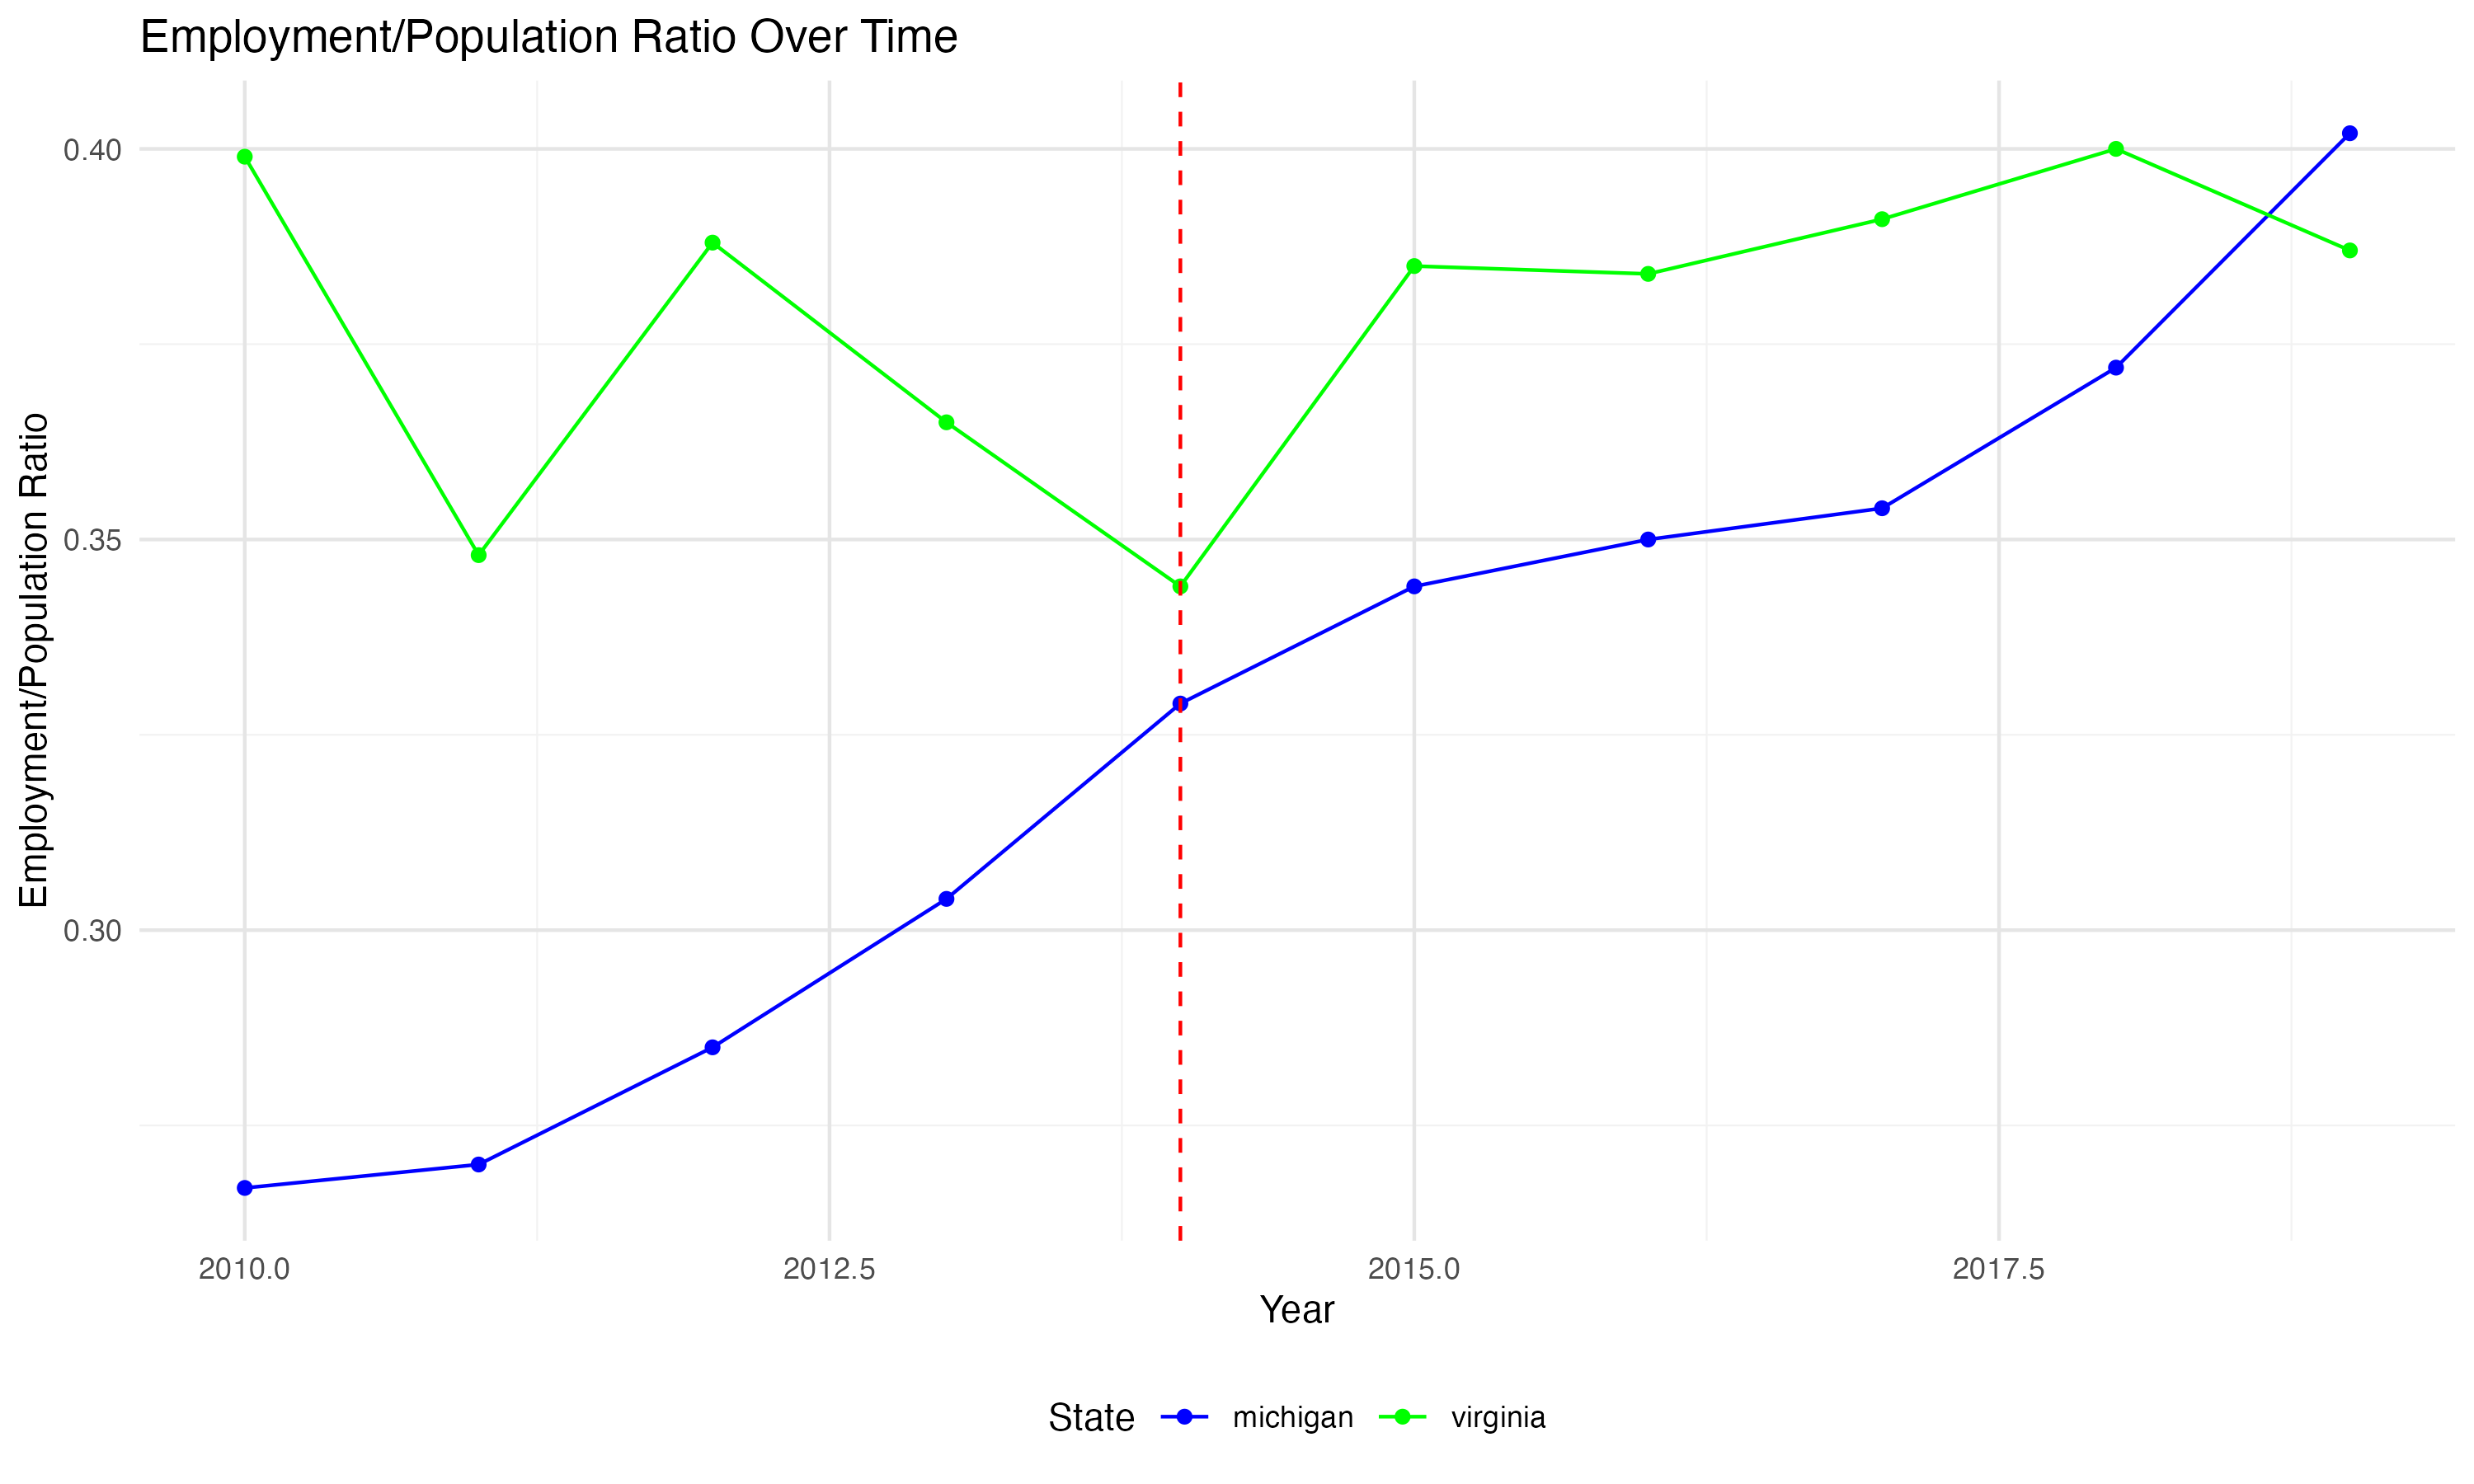 Employment/Population Ratio Over Time
Employment/Population Ratio
0.40
0.35
0.30
2010.0 2012.5 2015.0 2017.5
Year
State michigan virginia